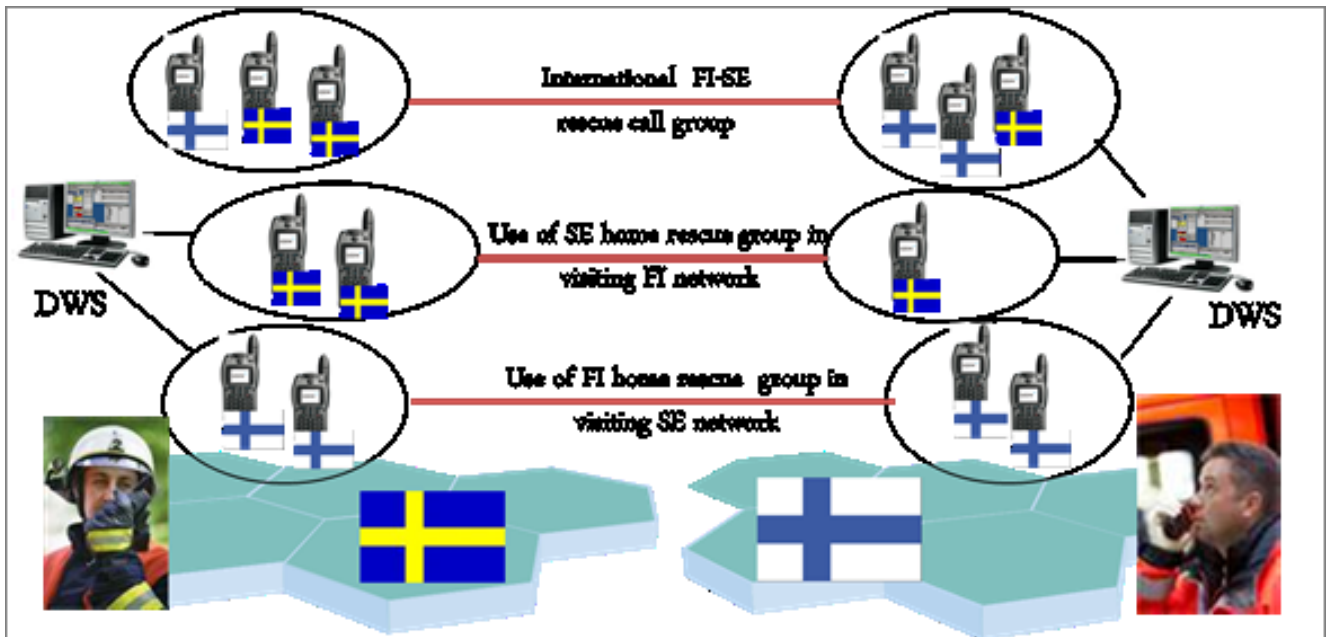 International FI-SE
rescue call group
Use of SE home rescue group in
visiting FI network
DWS
DWS
Use of FI home rescue group in
visiting SE network